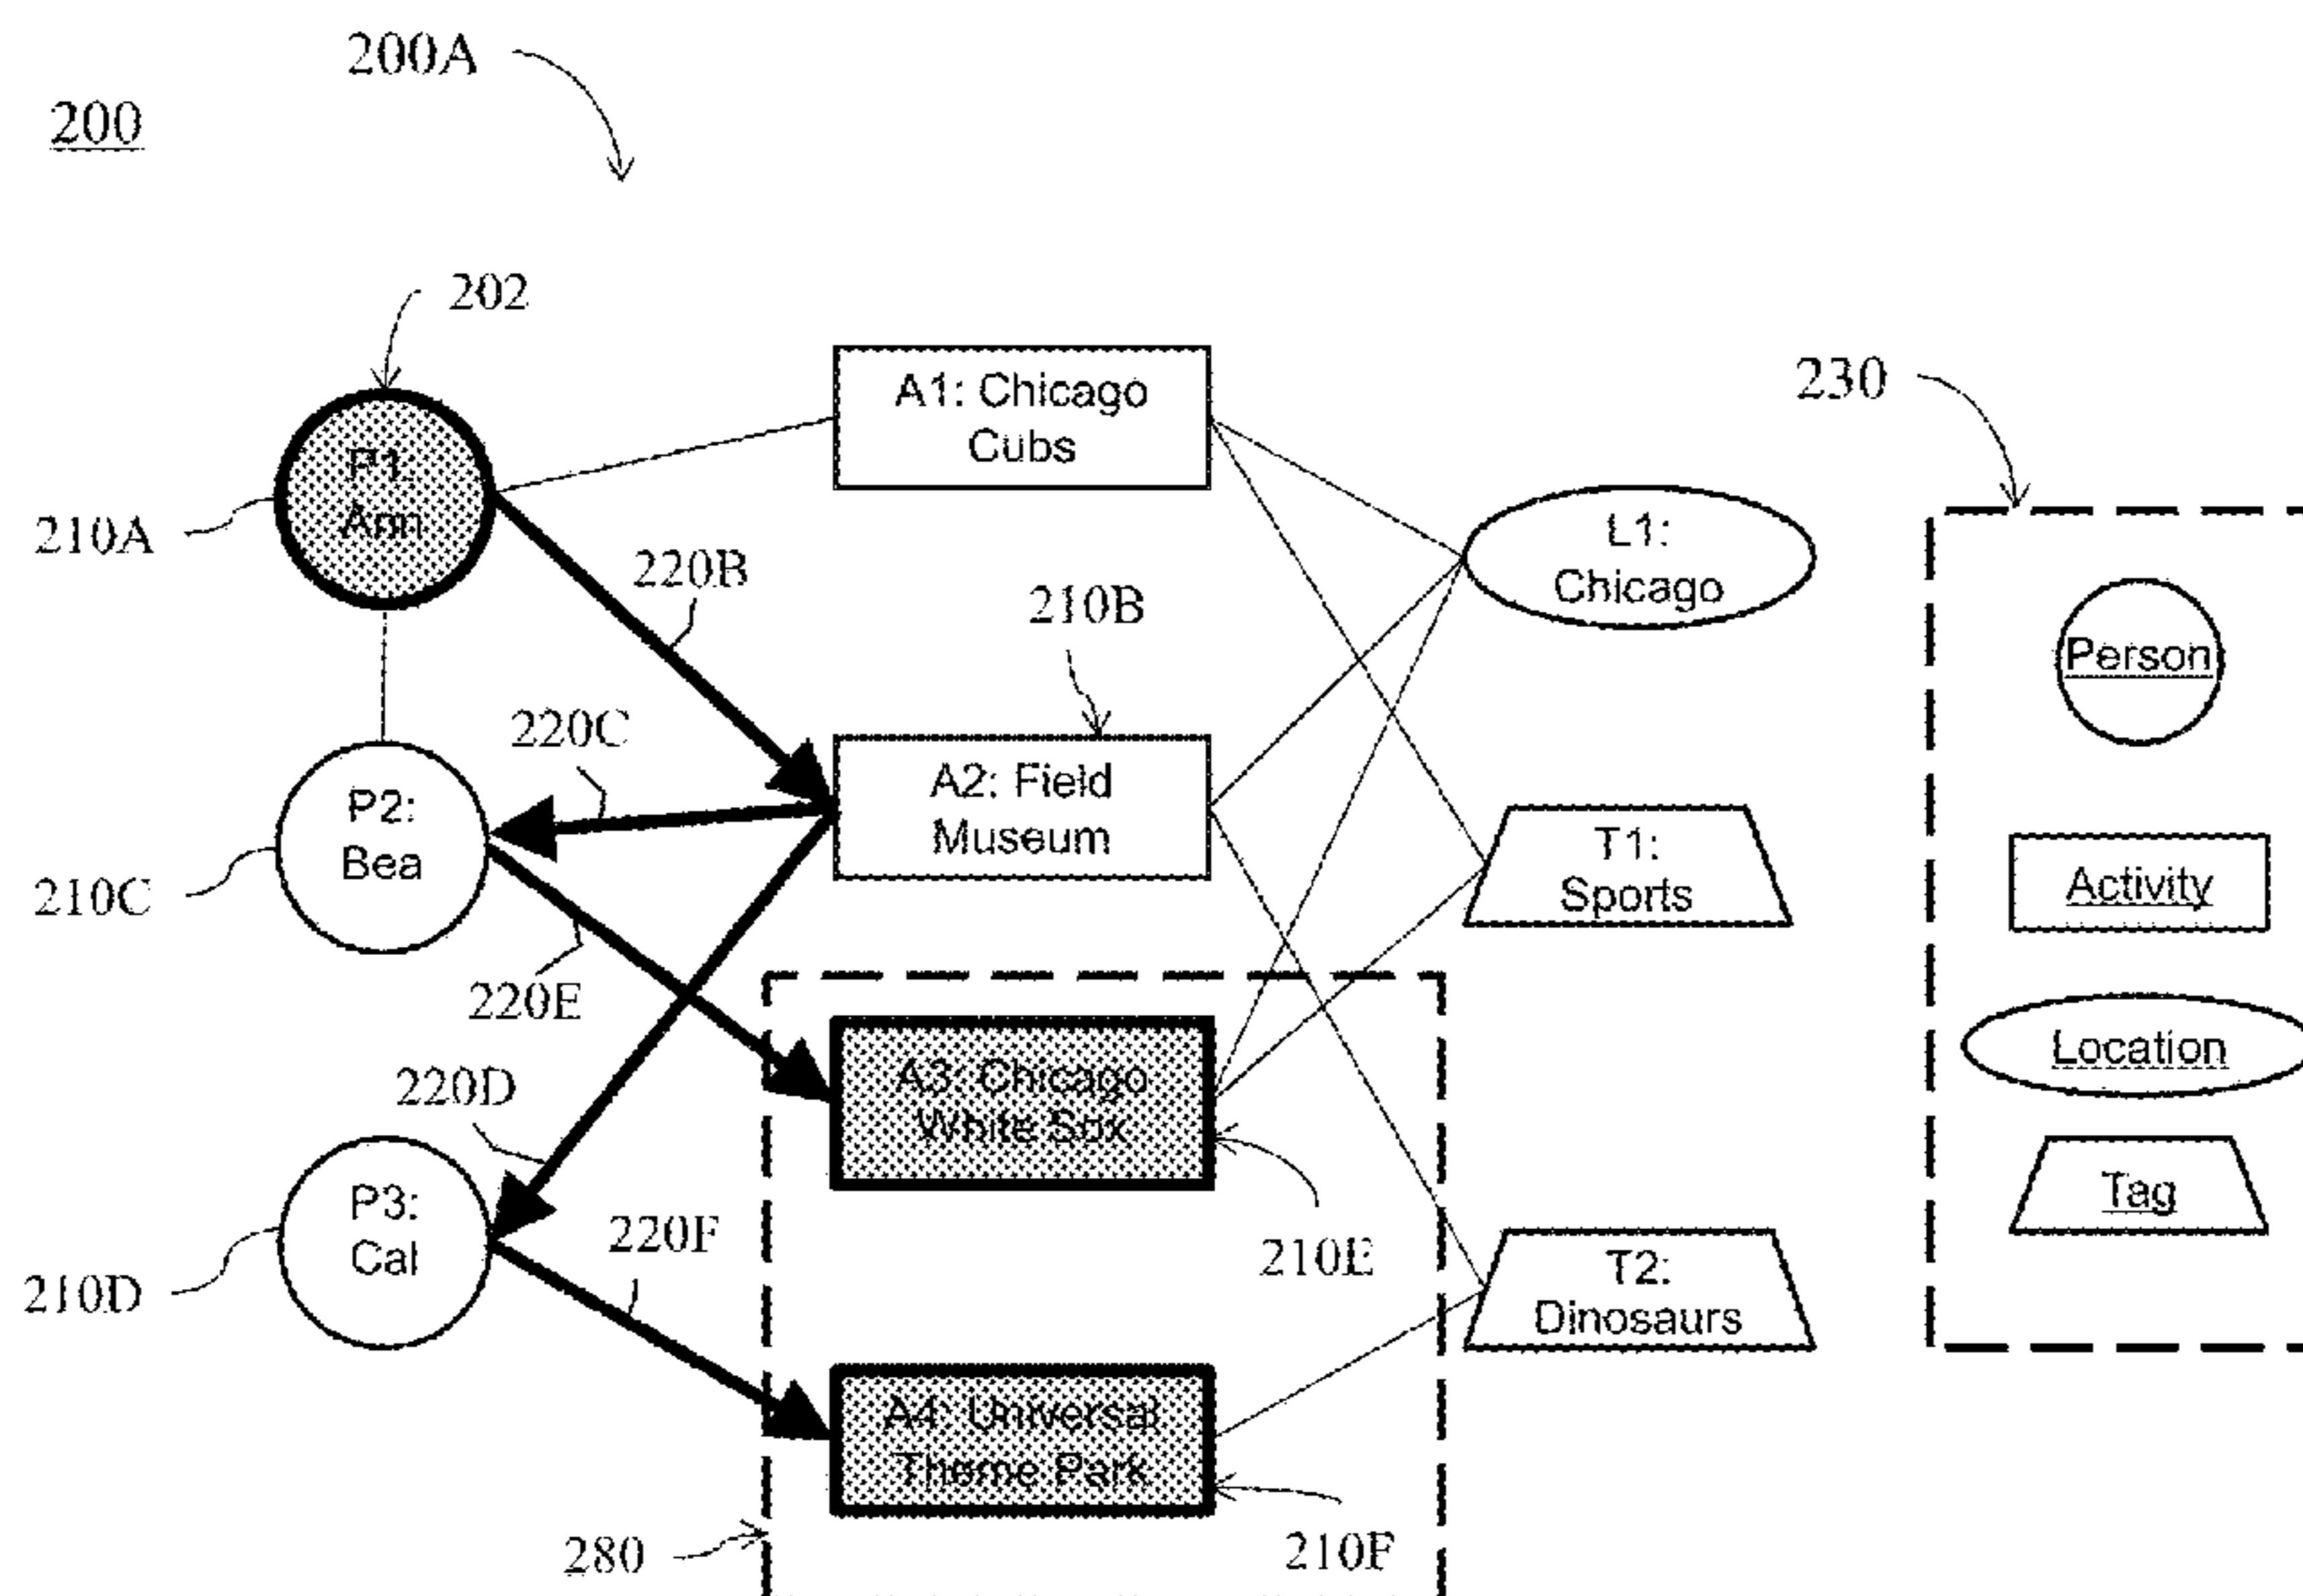 200A
200
202
A1: Chicago
Cubs
230
P1:
Ann
L1:
Chicago
210A
220B
210B
Person
220C
A2: Field
Museum
P2:
Bea
T1:
Sports
Activity
210C
220E
A3: Chicago
White Sox
Location
220D
P3:
Cal
220F
210E
Tag
210D
T2:
Dinosaurs
A4: Universal
Theme Park
280
210F